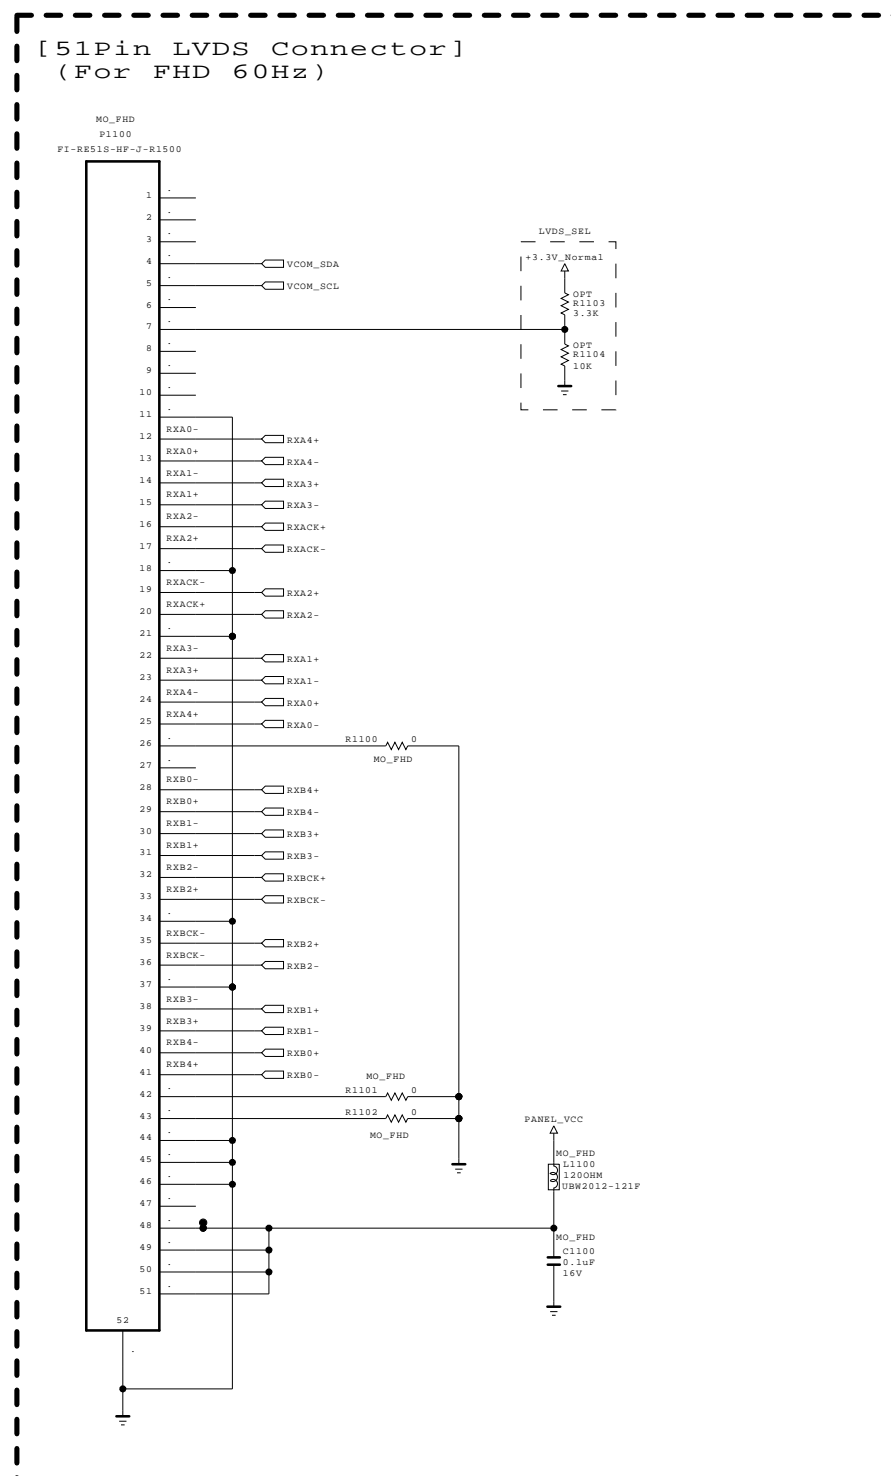 [51Pin LVDS Connector]
(For FHD 60Hz)
MO_FHD
P1100
FI-RE51S-HF-J-R1500
1
2
3
4 VCOM_SDA
5 VCOM_SCL
6
7
8
9
10
11
12 RXA0- RXA4+
13 RXA0+ RXA4-
14 RXA1- RXA3+
15 RXA1+ RXA3-
16 RXA2- RXACK+
17 RXA2+ RXACK-
18
19 RXACK- RXA2+
20 RXACK+ RXA2-
21
22 RXA3- RXA1+
23 RXA3+ RXA1-
24 RXA4- RXA0+
25 RXA4+ RXA0-
26 R1100 0
MO_FHD
27
28 RXB0- RXB4+
29 RXB0+ RXB4-
30 RXB1- RXB3+
31 RXB1+ RXB3-
32 RXB2- RXBCK+
33 RXB2+ RXBCK-
34
35 RXBCK- RXB2+
36 RXBCK- RXB2-
37
38 RXB3- RXB1+
39 RXB3+ RXB1-
40 RXB4- RXB0+
41 RXB4+ RXB0-
MO_FHD
42 R1101 0
43 R1102 0
MO_FHD
44
45
46
47
48
49
50
51
52
LVDS_SEL
+3.3V_Normal
OPT
R1103
3.3K
OPT
R1104
10K
PANEL_VCC
MO_FHD
L1100
120OHM
UBW2012-121F
MO_FHD
C1100
0.1uF
16V